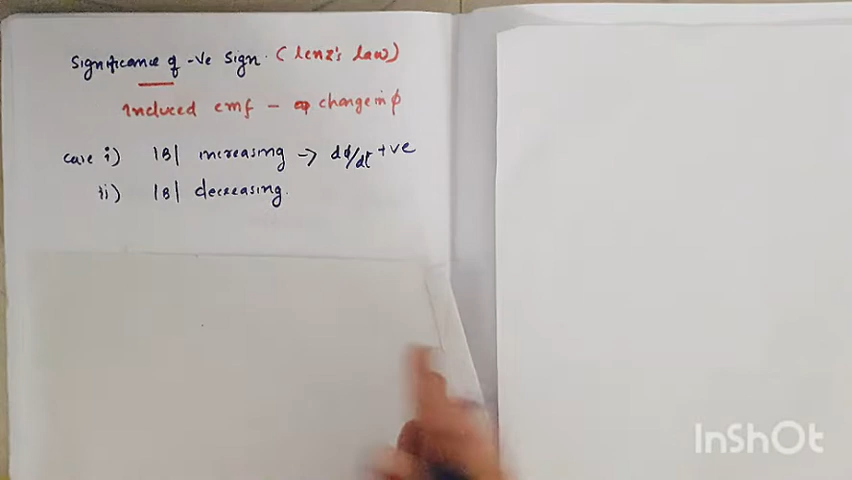 Significance of -ve sign. (lenz's law)
Induced emf - change in ϕ
case i) |B| increasing → dϕ/dt +ve
ii) |B| decreasing.
InShOt